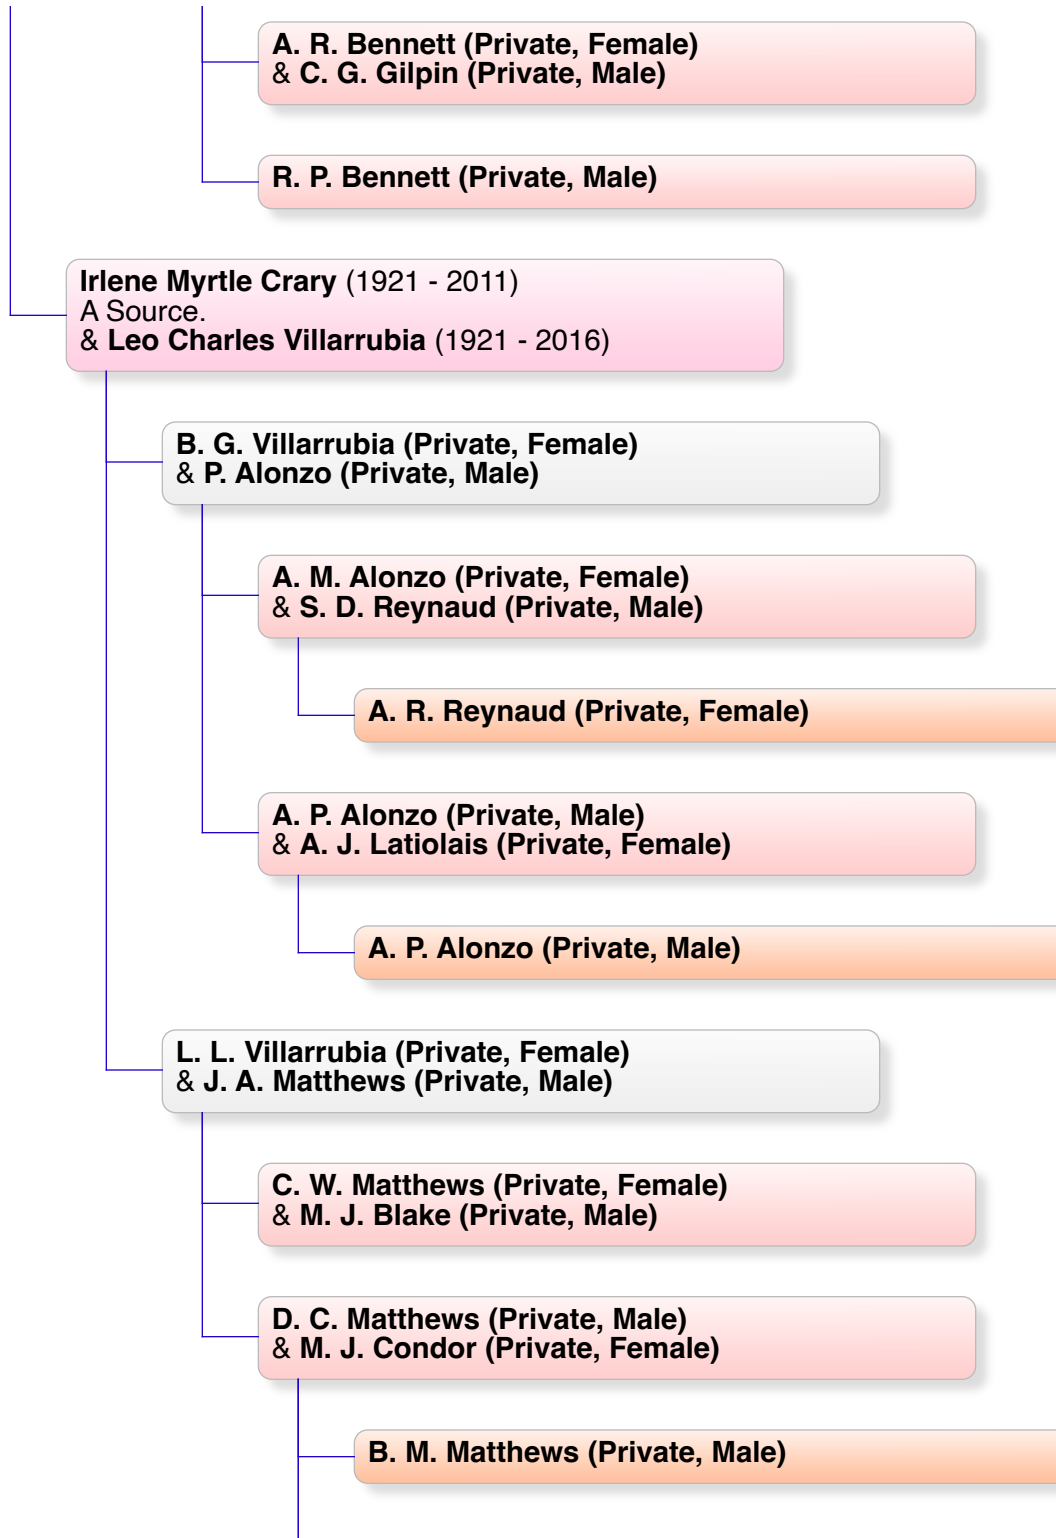 A. R. Bennett (Private, Female)
& C. G. Gilpin (Private, Male)
R. P. Bennett (Private, Male)
Irlene Myrtle Crary (1921 - 2011)
A Source.
& Leo Charles Villarrubia (1921 - 2016)
B. G. Villarrubia (Private, Female)
& P. Alonzo (Private, Male)
A. M. Alonzo (Private, Female)
& S. D. Reynaud (Private, Male)
A. R. Reynaud (Private, Female)
A. P. Alonzo (Private, Male)
& A. J. Latiolais (Private, Female)
A. P. Alonzo (Private, Male)
L. L. Villarrubia (Private, Female)
& J. A. Matthews (Private, Male)
C. W. Matthews (Private, Female)
& M. J. Blake (Private, Male)
D. C. Matthews (Private, Male)
& M. J. Condor (Private, Female)
B. M. Matthews (Private, Male)